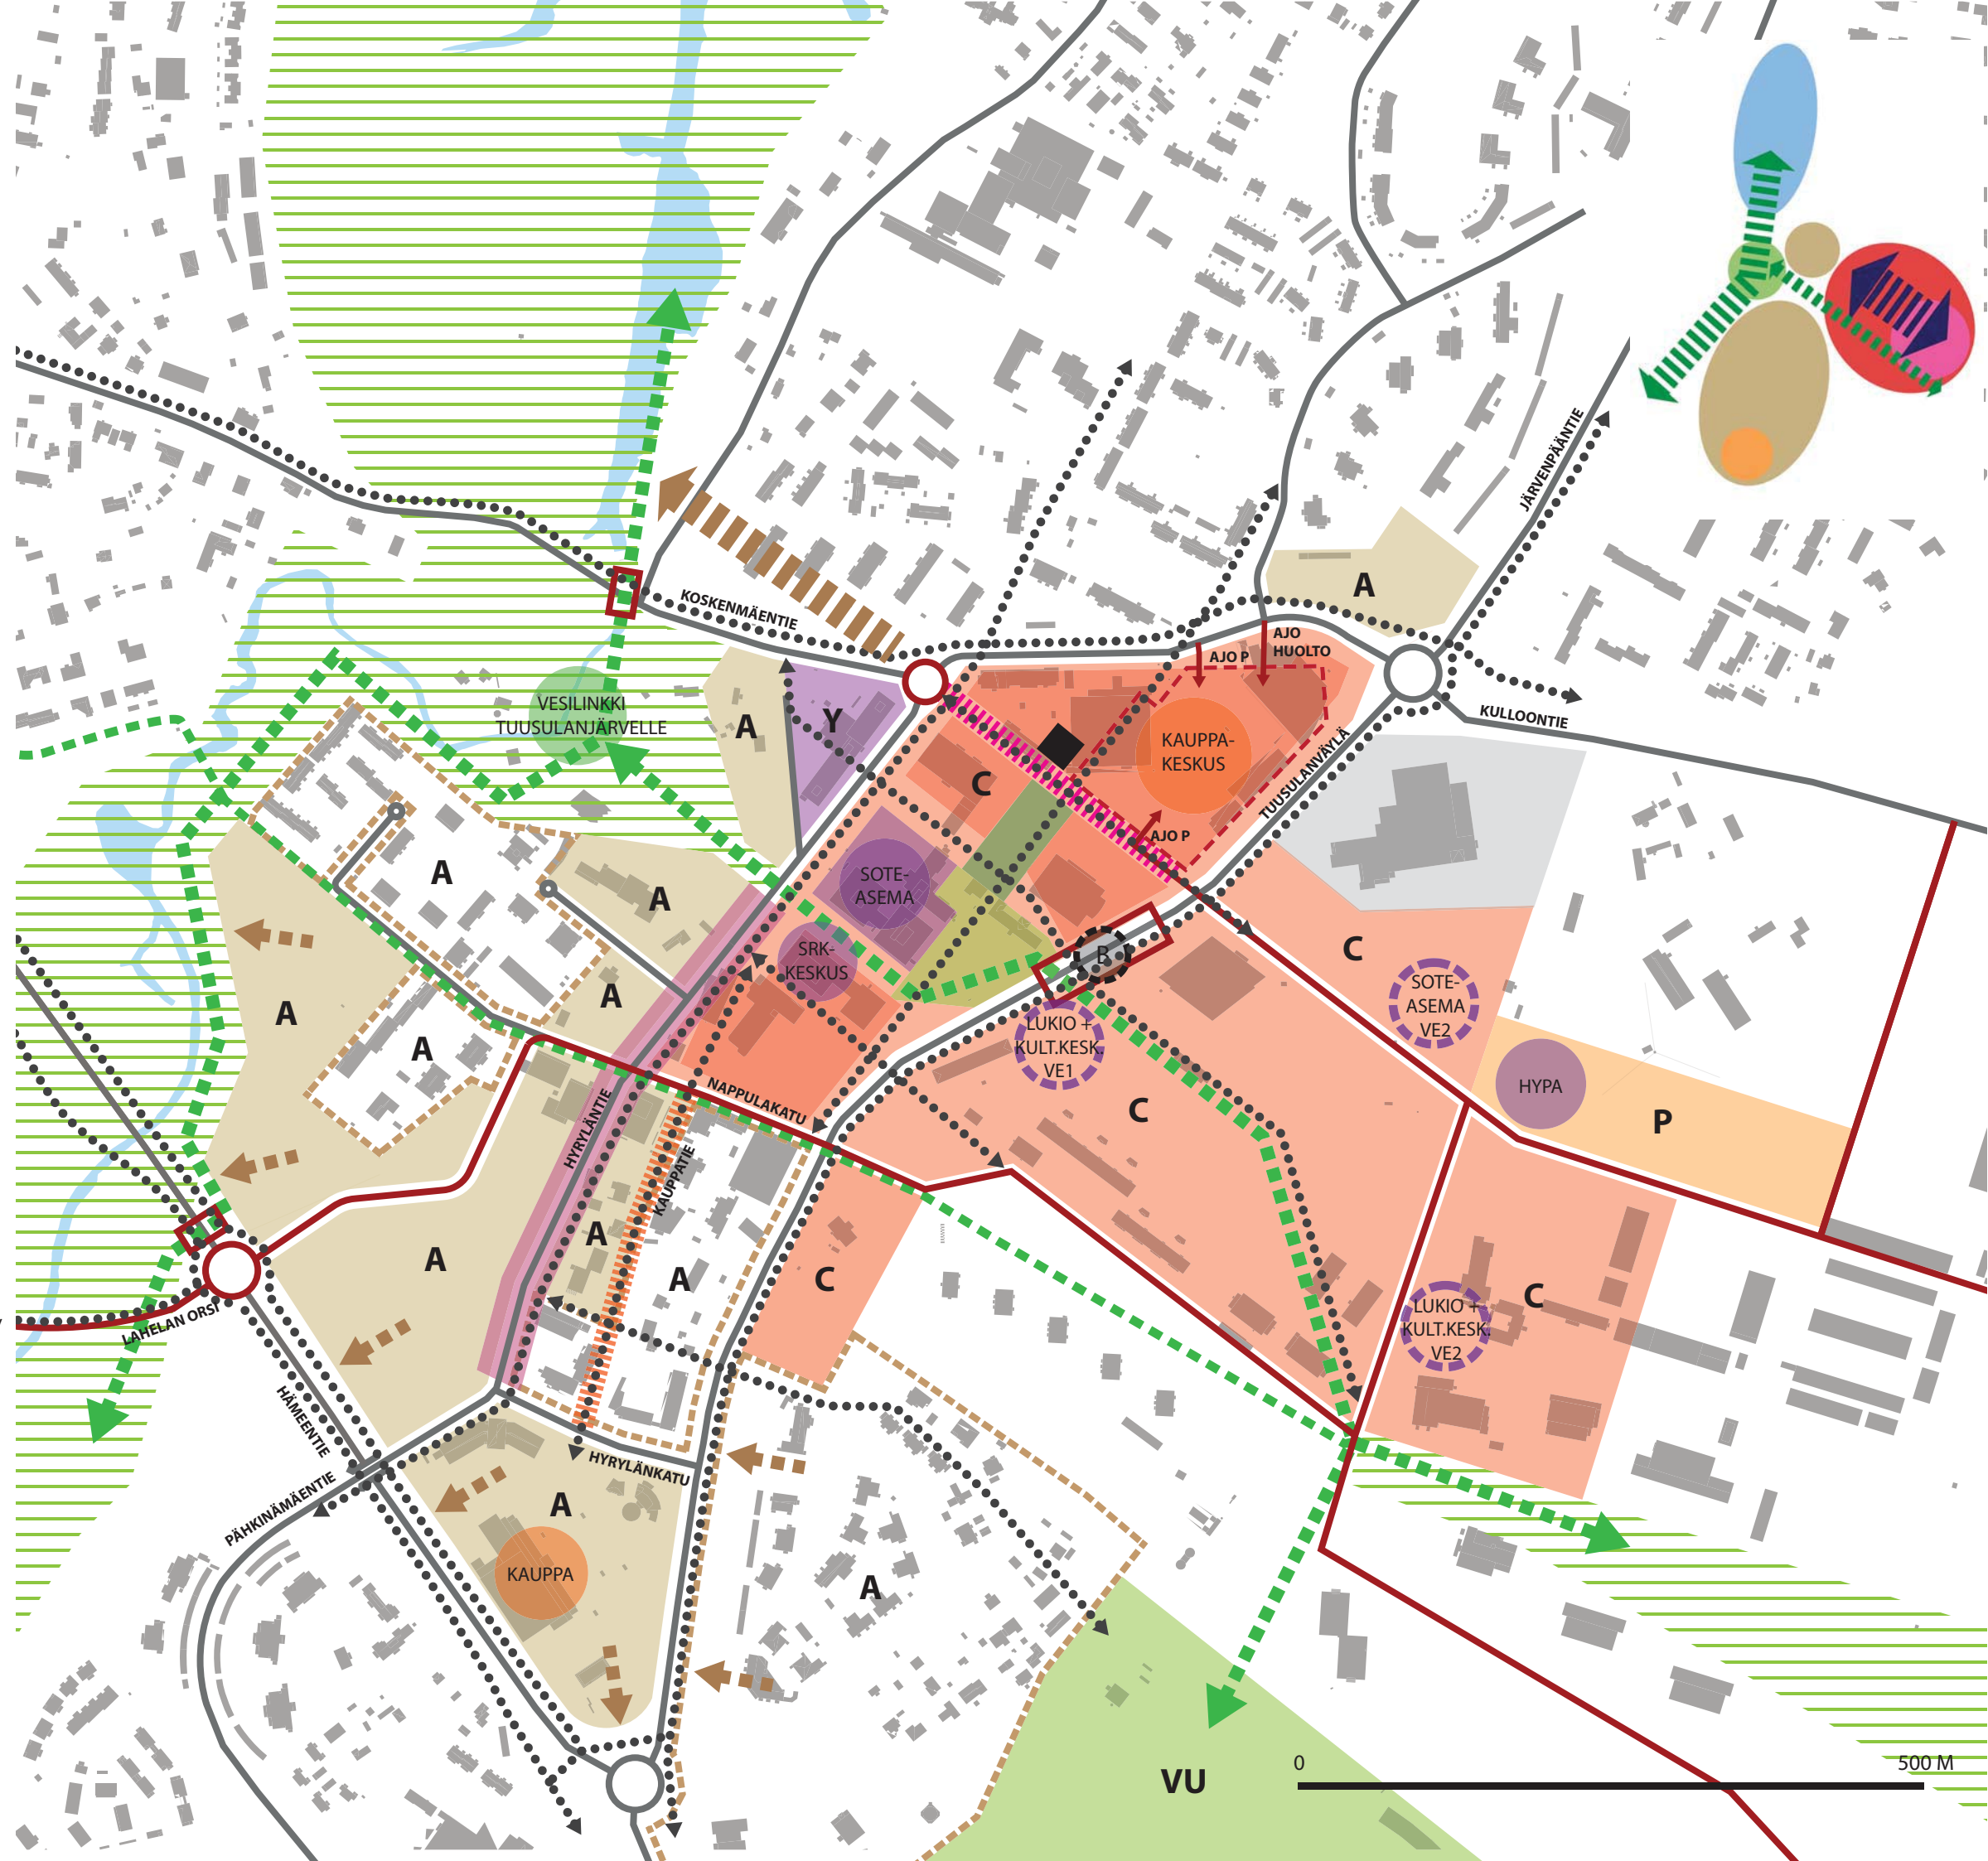 JÄRVENPÄÄNTIE
A
KOSKENMÄENTIE
AJO
HUOLTO
AJO P
VESILINKKI
TUUSULANJÄRVELLE
A
Y
KULLOONTIE
KAUPPA-
KESKUS
C
TUUSULANVÄYLÄ
AJO P
A
A
SOTE-
ASEMA
SRK-
KESKUS
B
C
A
A
SOTE-
ASEMA
VE2
A
LUKIO +
KULT.KESK.
VE1
HYPA
P
C
NAPPULAKATU
HYRYLÄNTIE
KAUPPATIE
A
A
A
C
C
LUKIO +
KULT.KESK.
VE2
LAHELAN ORSI
HÄMEENTIE
HYRYLÄNKATU
PÄHKINÄMÄENTIE
A
KAUPPA
A
VU
0
500 M